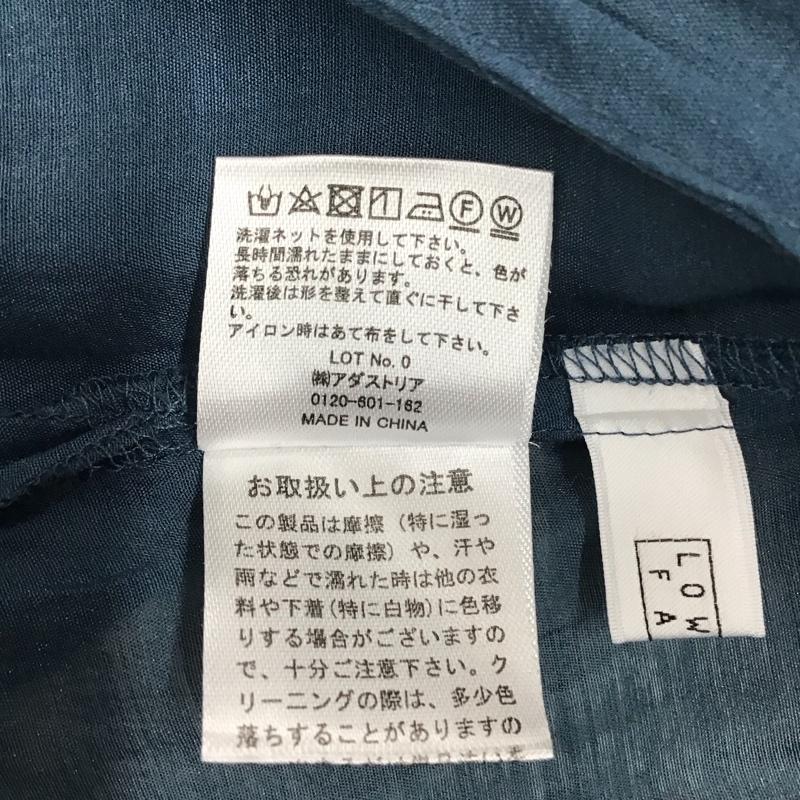 F W
洗濯ネットを使用して下さい。
長時間濡れたままにしておくと、色が
落ちる恐れがあります。
洗濯後は形を整えて直ぐに干して下さ
い。
アイロン時はあて布をして下さい。
LOT No. 0
㈱アダストリア
0120-601-162
MADE IN CHINA
お取扱い上の注意
この製品は摩擦（特に湿っ
た状態での摩擦）や、汗や
雨などで濡れた時は他の衣
料や下着(特に白物)に色移
りする場合がございますの
で、十分ご注意下さい。ク
リーニングの際は、多少色
落ちすることがありますの
LOW
FA